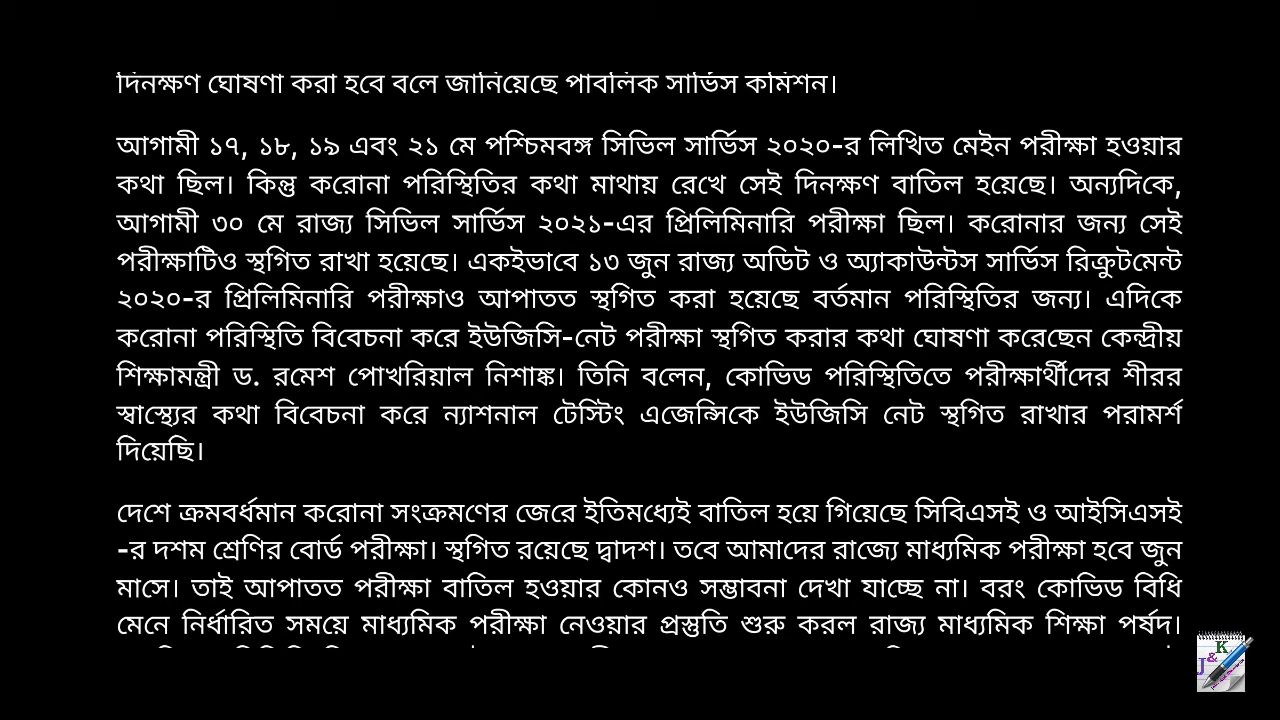 দিনক্ষণ ঘোষণা করা হবে বলে জানিয়েছে পাবলিক সার্ভিস কমিশন।
আগামী ১৭, ১৮, ১৯ এবং ২১ মে পশ্চিমবঙ্গ সিভিল সার্ভিস ২০২০-র লিখিত মেইন পরীক্ষা হওয়ার
কথা ছিল। কিন্তু করোনা পরিস্থিতির কথা মাথায় রেখে সেই দিনক্ষণ বাতিল হয়েছে। অন্যদিকে,
আগামী ৩০ মে রাজ্য সিভিল সার্ভিস ২০২১-এর প্রিলিমিনারি পরীক্ষা ছিল। করোনার জন্য সেই
পরীক্ষাটিও স্থগিত রাখা হয়েছে। একইভাবে ১৩ জুন রাজ্য অডিট ও অ্যাকাউন্টস সার্ভিস রিক্রুটমেন্ট
২০২০-র প্রিলিমিনারি পরীক্ষাও আপাতত স্থগিত করা হয়েছে বর্তমান পরিস্থিতির জন্য। এদিকে
করোনা পরিস্থিতি বিবেচনা করে ইউজিসি-নেট পরীক্ষা স্থগিত করার কথা ঘোষণা করেছেন কেন্দ্রীয়
শিক্ষামন্ত্রী ড. রমেশ পোখরিয়াল নিশাঙ্ক। তিনি বলেন, কোভিড পরিস্থিতিতে পরীক্ষার্থীদের শীরর
স্বাস্থ্যের কথা বিবেচনা করে ন্যাশনাল টেস্টিং এজেন্সিকে ইউজিসি নেট স্থগিত রাখার পরামর্শ
দিয়েছি।
দেশে ক্রমবর্ধমান করোনা সংক্রমণের জেরে ইতিমধ্যেই বাতিল হয়ে গিয়েছে সিবিএসই ও আইসিএসই
-র দশম শ্রেণির বোর্ড পরীক্ষা। স্থগিত রয়েছে দ্বাদশ। তবে আমাদের রাজ্যে মাধ্যমিক পরীক্ষা হবে জুন
মাসে। তাই আপাতত পরীক্ষা বাতিল হওয়ার কোনও সম্ভাবনা দেখা যাচ্ছে না। বরং কোভিড বিধি
মেনে নির্ধারিত সময়ে মাধ্যমিক পরীক্ষা নেওয়ার প্রস্তুতি শুরু করল রাজ্য মাধ্যমিক শিক্ষা পর্ষদ।
J&K